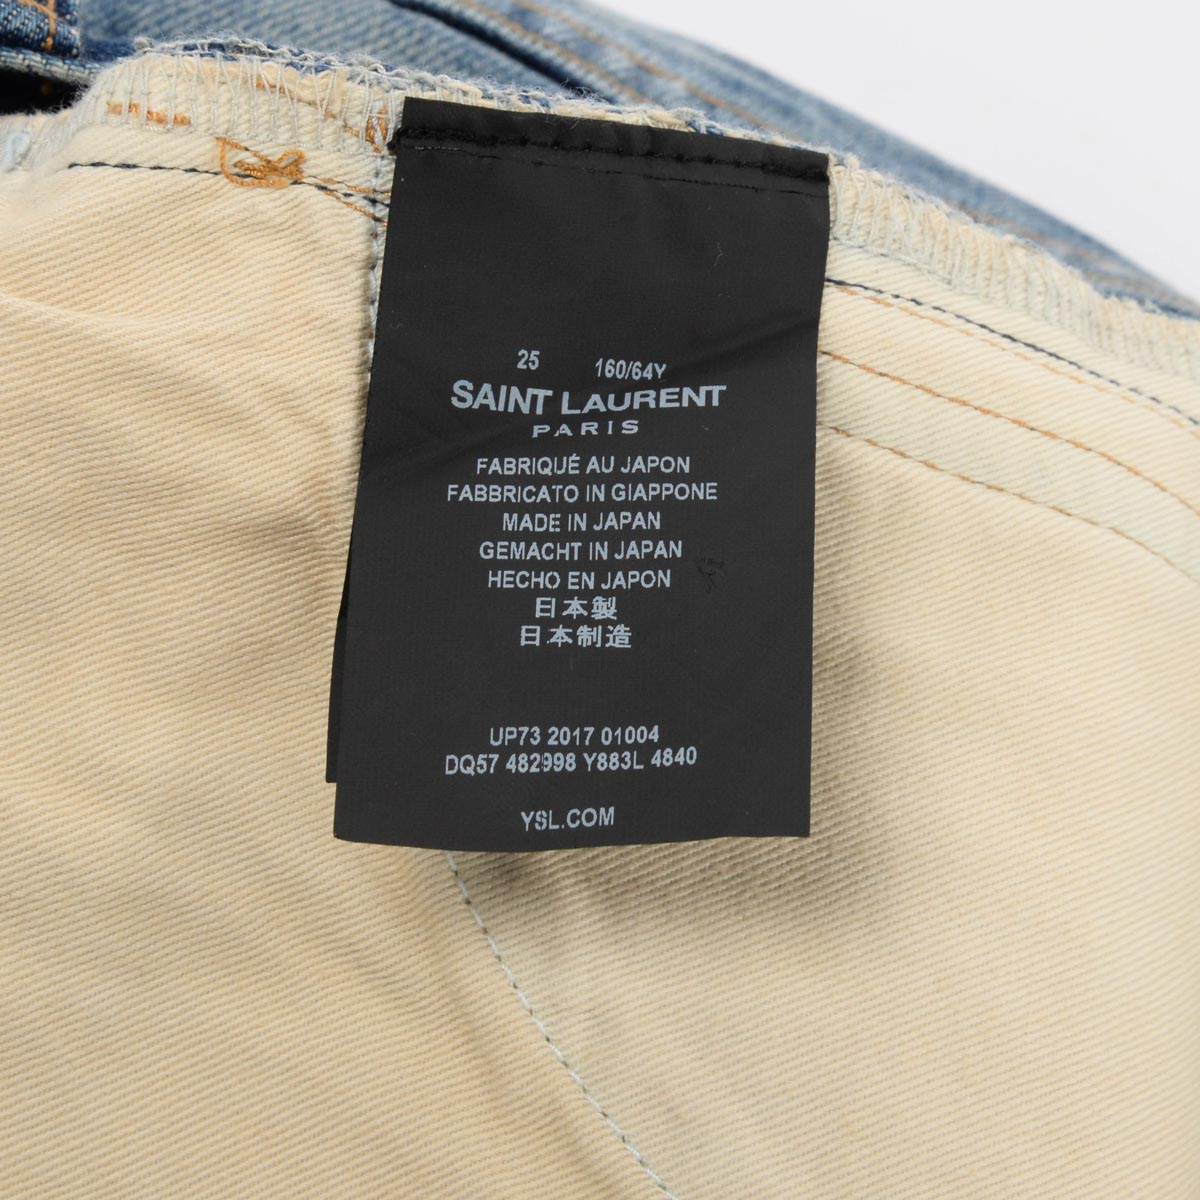 25 160/64Y
SAINT LAURENT
PARIS
FABRIQUÉ AU JAPON
FABBRICATO IN GIAPPONE
MADE IN JAPAN
GEMACHT IN JAPAN
HECHO EN JAPON
日本製
日本制造
UP73 2017 01004
DQ57 482998 Y883L 4840
YSL.COM